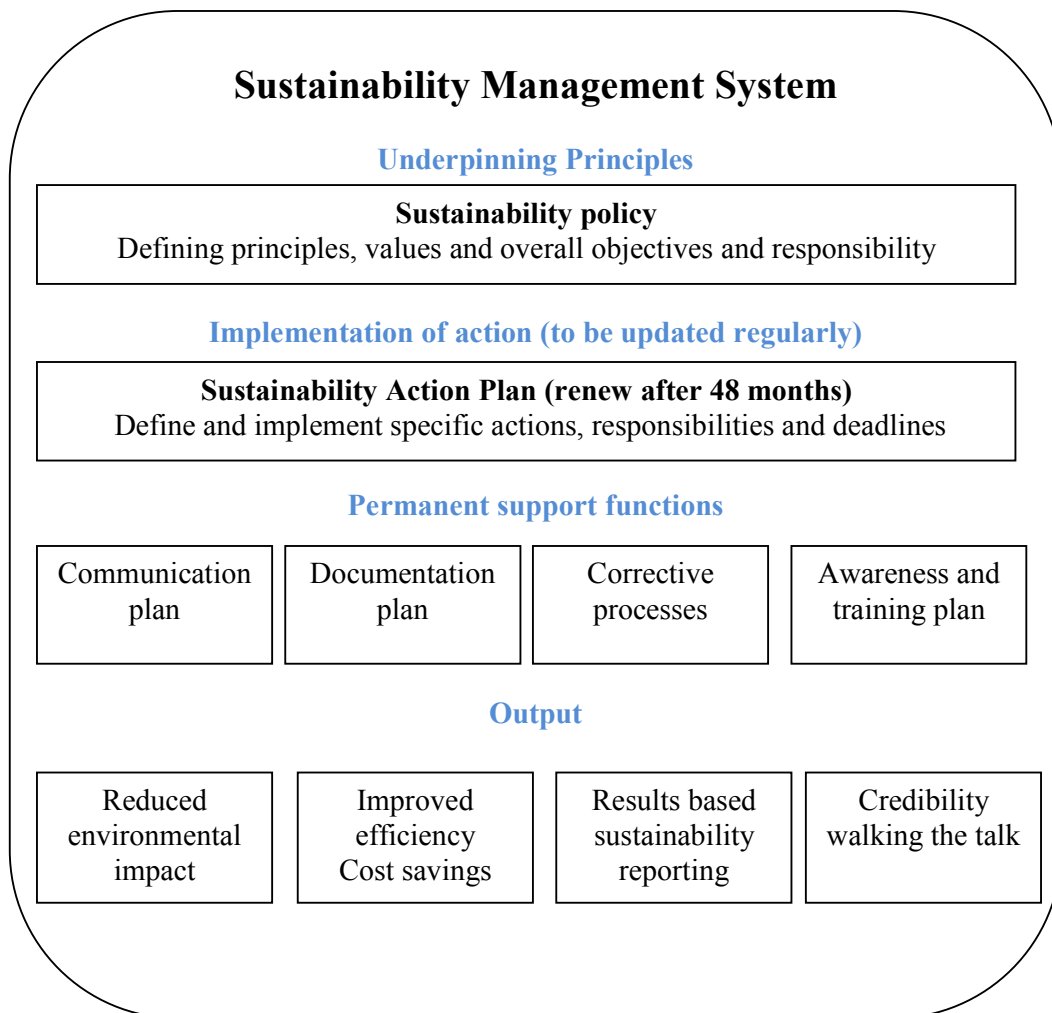 Sustainability Management System
Underpinning Principles
Sustainability policy
Defining principles, values and overall objectives and responsibility
Implementation of action (to be updated regularly)
Sustainability Action Plan (renew after 48 months)
Define and implement specific actions, responsibilities and deadlines
Permanent support functions
Communication
plan
Documentation
plan
Corrective
processes
Awareness and
training plan
Output
Reduced
environmental
impact
Improved
efficiency
Cost savings
Results based
sustainability
reporting
Credibility
walking the talk